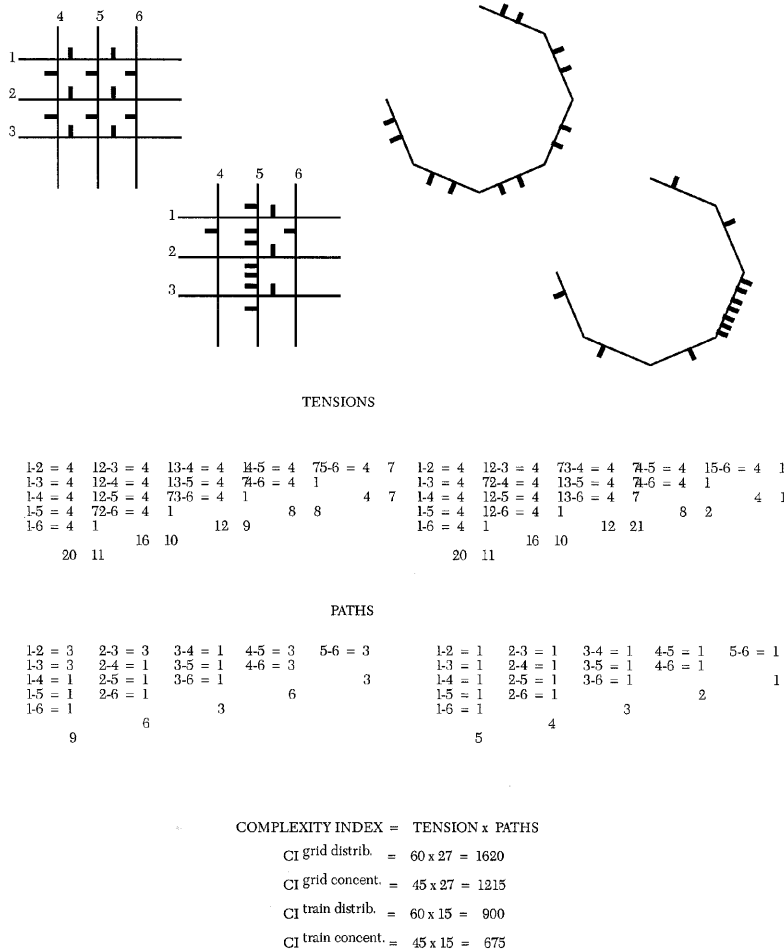 4 5 6
1
2
3
4 5 6
1
2
3
TENSIONS
1-2 = 4 12-3 = 4 13-4 = 4 14-5 = 4 75-6 = 4 7 1-2 = 4 12-3 = 4 73-4 = 4 74-5 = 4 15-6 = 4 1
1-3 = 4 12-4 = 4 13-5 = 4 74-6 = 4 1 1-3 = 4 72-4 = 4 13-5 = 4 74-6 = 4 1
1-4 = 4 12-5 = 4 73-6 = 4 1 4 7 1-4 = 4 12-5 = 4 13-6 = 4 7 4 1
1-5 = 4 72-6 = 4 1 8 8 1-5 = 4 12-6 = 4 1 8 2
1-6 = 4 1 12 9 1-6 = 4 1 12 21
16 10 16 10
20 11 20 11
PATHS
1-2 = 3 2-3 = 3 3-4 = 1 4-5 = 3 5-6 = 3 1-2 = 1 2-3 = 1 3-4 = 1 4-5 = 1 5-6 = 1
1-3 = 3 2-4 = 1 3-5 = 1 4-6 = 3 1-3 = 1 2-4 = 1 3-5 = 1 4-6 = 1
1-4 = 1 2-5 = 1 3-6 = 1 3 1-4 = 1 2-5 = 1 3-6 = 1 1
1-5 = 1 2-6 = 1 6 1-5 = 1 2-6 = 1 2
1-6 = 1 3 1-6 = 1 3
6 4
9 5
COMPLEXITY INDEX = TENSION x PATHS
CI grid distrib. = 60 x 27 = 1620
CI grid concent. = 45 x 27 = 1215
CI train distrib. = 60 x 15 = 900
CI train concent. = 45 x 15 = 675